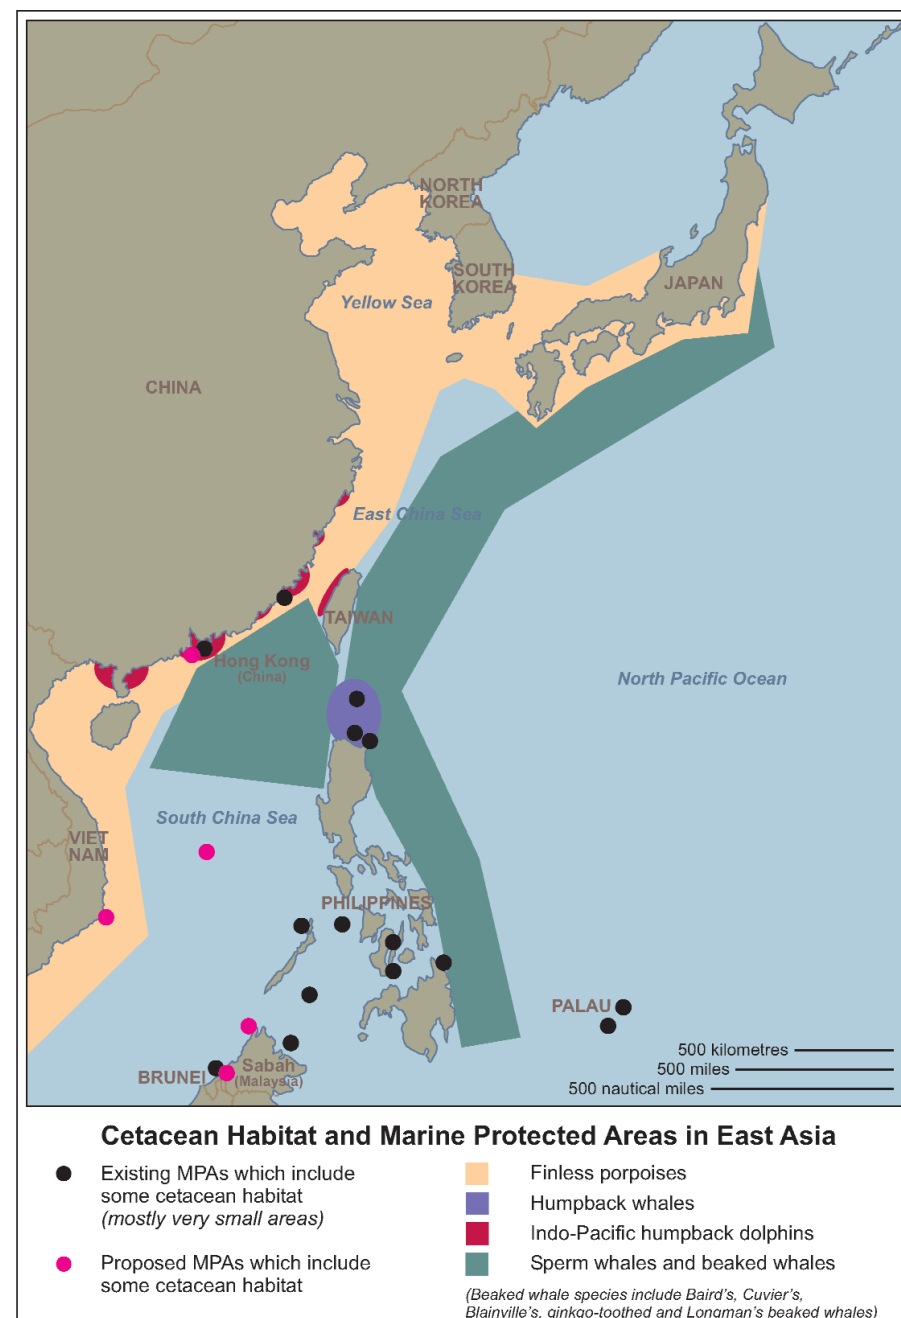 NORTH
KOREA
SOUTH
KOREA
JAPAN
Yellow Sea
CHINA
East China Sea
TAIWAN
Hong Kong
(China)
North Pacific Ocean
South China Sea
VIET
NAM
PHILIPPINES
PALAU
BRUNEI
Sabah
(Malaysia)
500 kilometres
500 miles
500 nautical miles
Cetacean Habitat and Marine Protected Areas in East Asia
Existing MPAs which include
some cetacean habitat
(mostly very small areas)
Proposed MPAs which include
some cetacean habitat
Finless porpoises
Humpback whales
Indo-Pacific humpback dolphins
Sperm whales and beaked whales
(Beaked whale species include Baird's, Cuvier's,
Blainville's, ginkgo-toothed and Longman's beaked whales)